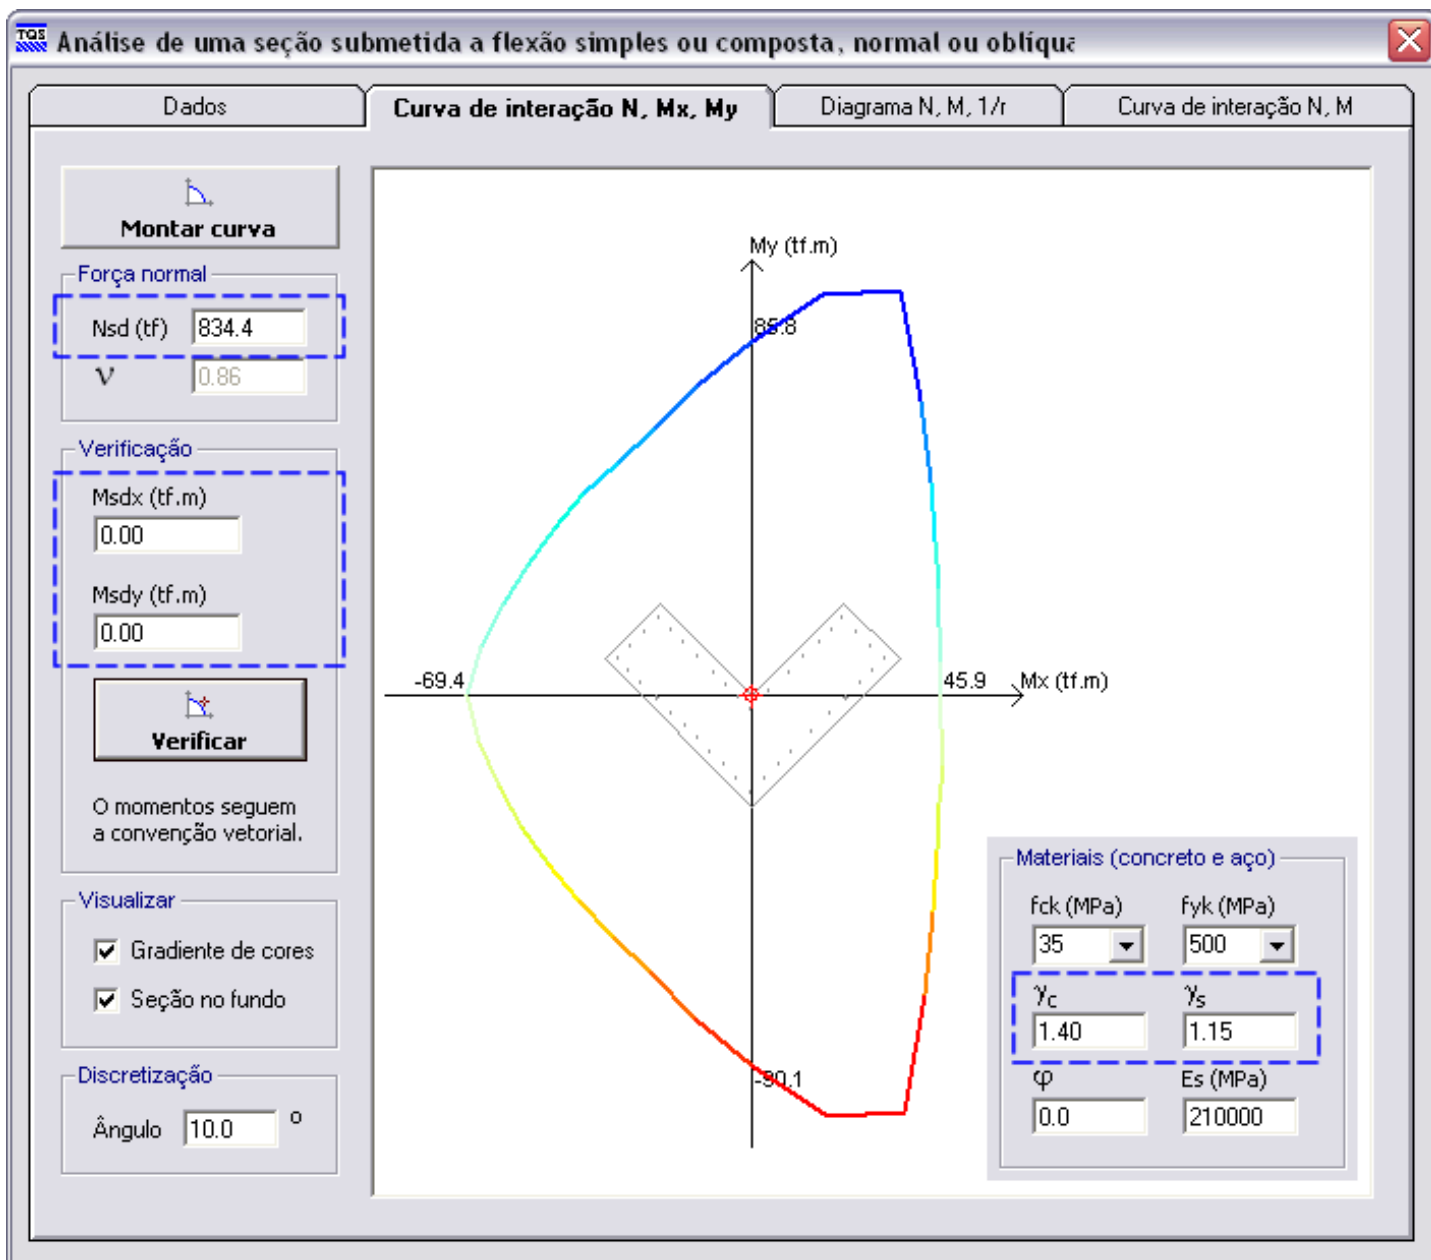 TQS
Análise de uma seção submetida a flexão simples ou composta, normal ou oblíqua
Dados
Curva de interação N, Mx, My
Diagrama N, M, 1/r
Curva de interação N, M
Montar curva
Força normal
Nsd (tf) 834.4
ν 0.86
Verificação
Msdx (tf.m)
0.00
Msdy (tf.m)
0.00
Verificar
O momentos seguem
a convenção vetorial.
Visualizar
Gradiente de cores
Seção no fundo
Discretização
Ângulo 10.0 º
My (tf.m)
85.8
-69.4
45.9
Mx (tf.m)
-90.1
Materiais (concreto e aço)
fck (MPa) fyk (MPa)
35 500
γc γs
1.40 1.15
φ Es (MPa)
0.0 210000